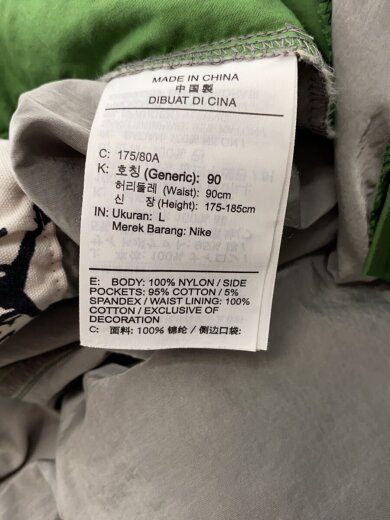 MADE IN CHINA
中国製
DIBUAT DI CINA
C: 175/80A
K: 호칭 (Generic): 90
허리둘레 (Waist): 90cm
신 장 (Height): 175-185cm
IN: Ukuran: L
Merek Barang: Nike
E: BODY: 100% NYLON / SIDE
POCKETS: 95% COTTON / 5%
SPANDEX / WAIST LINING: 100%
COTTON / EXCLUSIVE OF
DECORATION
C: 面料: 100% 锦纶 / 侧边口袋: